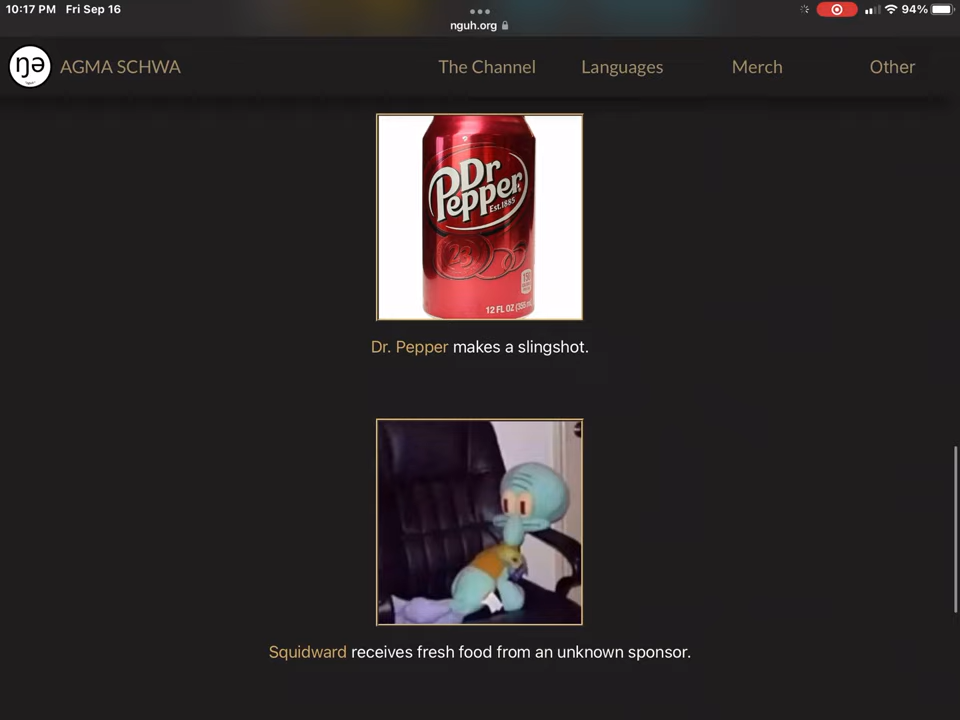 10:17 PM Fri Sep 16
94%
nguh.org
ŋə
AGMA SCHWA
The Channel
Languages
Merch
Other
Dr
Pepper
Est.1885
23
12 FL OZ
Dr. Pepper makes a slingshot.
Squidward receives fresh food from an unknown sponsor.